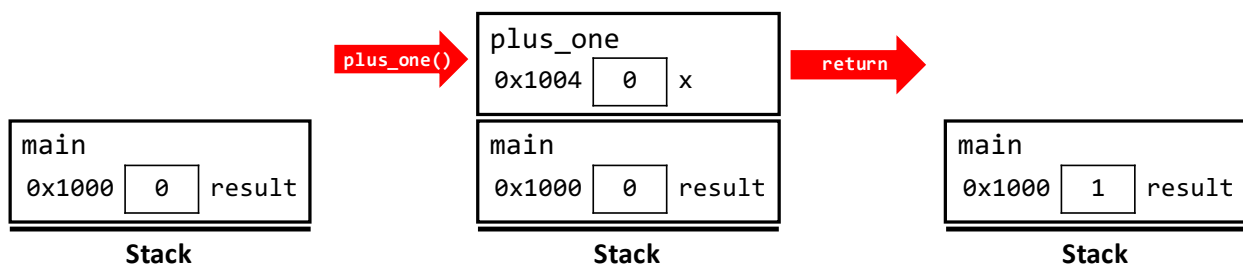 main
0x1000 0 result
Stack
plus_one()
plus_one
0x1004 0 x
main
0x1000 0 result
Stack
return
main
0x1000 1 result
Stack